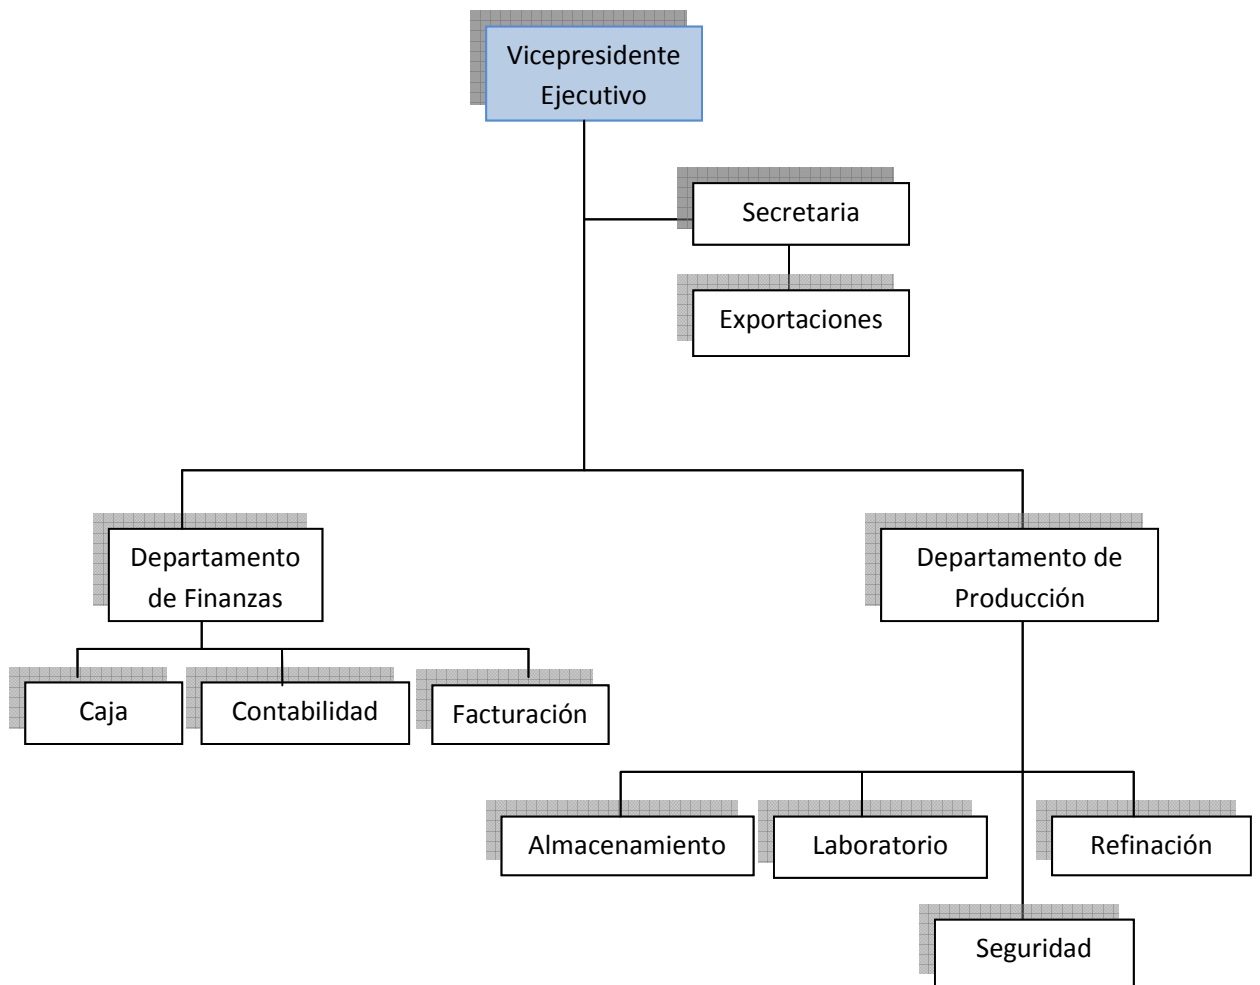 Vicepresidente
Ejecutivo
Secretaria
Exportaciones
Departamento
de Finanzas
Departamento de
Producción
Caja
Contabilidad
Facturación
Almacenamiento
Laboratorio
Refinación
Seguridad